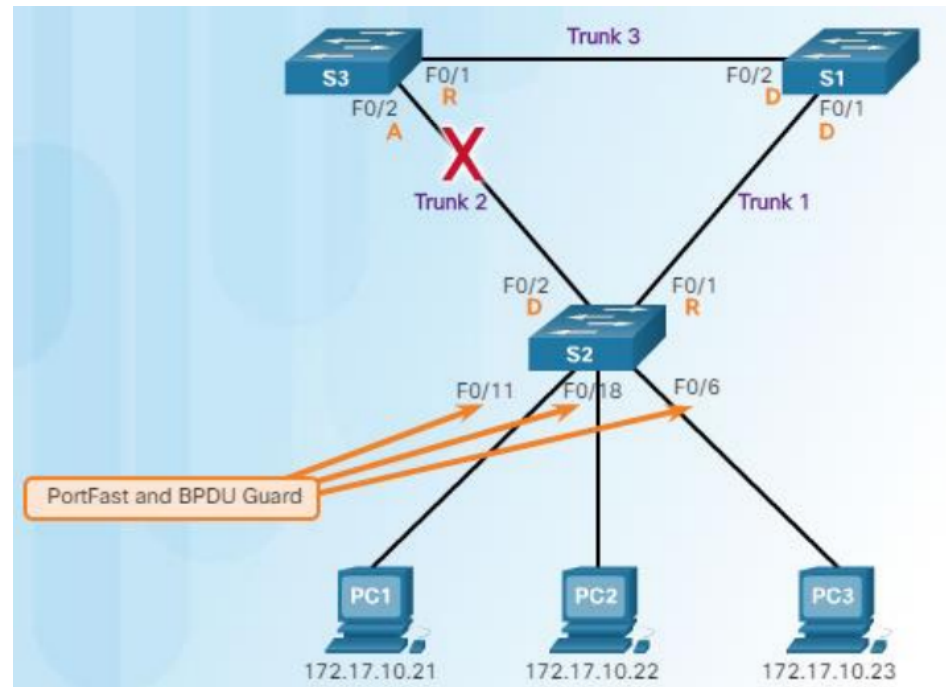 Trunk 3
S3
F0/1
R
F0/2
D
S1
F0/2
A
F0/1
D
Trunk 2
Trunk 1
F0/2
D
F0/1
R
S2
F0/11
F0/18
F0/6
PortFast and BPDU Guard
PC1
PC2
PC3
172.17.10.21
172.17.10.22
172.17.10.23